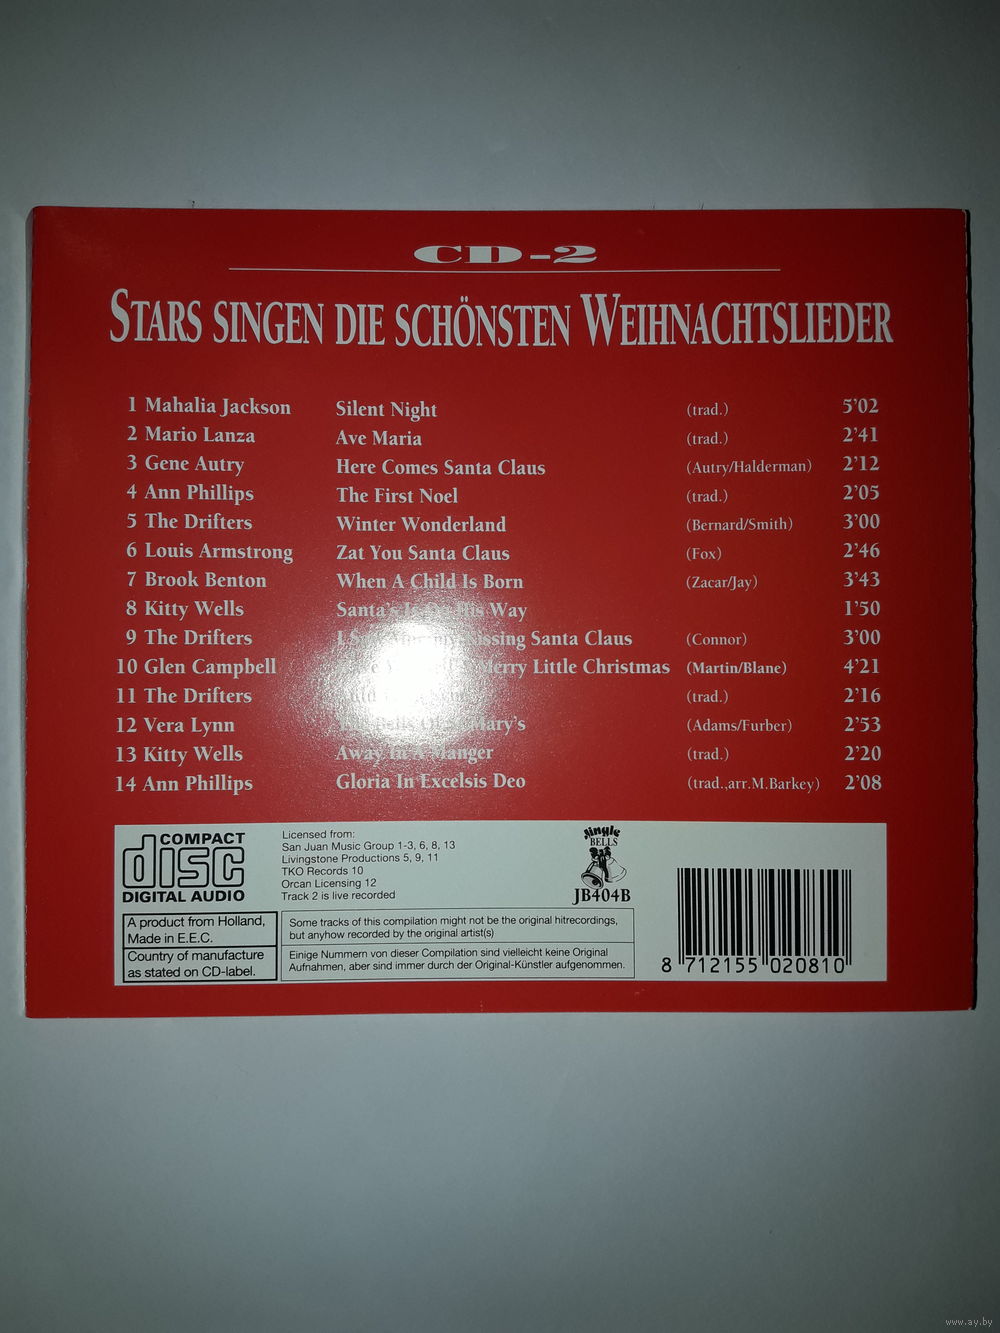 CD-2
STARS SINGEN DIE SCHÖNSTEN WEIHNACHTSLIEDER
1 Mahalia Jackson Silent Night (trad.) 5'02
2 Mario Lanza Ave Maria (trad.) 2'41
3 Gene Autry Here Comes Santa Claus (Autry/Halderman) 2'12
4 Ann Phillips The First Noel (trad.) 2'05
5 The Drifters Winter Wonderland (Bernard/Smith) 3'00
6 Louis Armstrong Zat You Santa Claus (Fox) 2'46
7 Brook Benton When A Child Is Born (Zacar/Jay) 3'43
8 Kitty Wells Santa's Is On His Way 1'50
9 The Drifters I Kissing Santa Claus (Connor) 3'00
10 Glen Campbell Merry Little Christmas (Martin/Blane) 4'21
11 The Drifters (trad.) 2'16
12 Vera Lynn Bells Of St. Mary's (Adams/Furber) 2'53
13 Kitty Wells Away In A Manger (trad.) 2'20
14 Ann Phillips Gloria In Excelsis Deo (trad.,arr.M.Barkey) 2'08
COMPACT
disc
DIGITAL AUDIO
Licensed from:
San Juan Music Group 1-3, 6, 8, 13
Livingstone Productions 5, 9, 11
TKO Records 10
Orcan Licensing 12
Track 2 is live recorded
Jingle
BELLS
JB404B
A product from Holland,
Made in E.E.C.
Country of manufacture
as stated on CD-label.
Some tracks of this compilation might not be the original hitrecordings,
but anyhow recorded by the original artist(s)
Einige Nummern von dieser Compilation sind vielleicht keine Original
Aufnahmen, aber sind immer durch der Original-Künstler aufgenommen.
8 712155 020810
www.ay.by